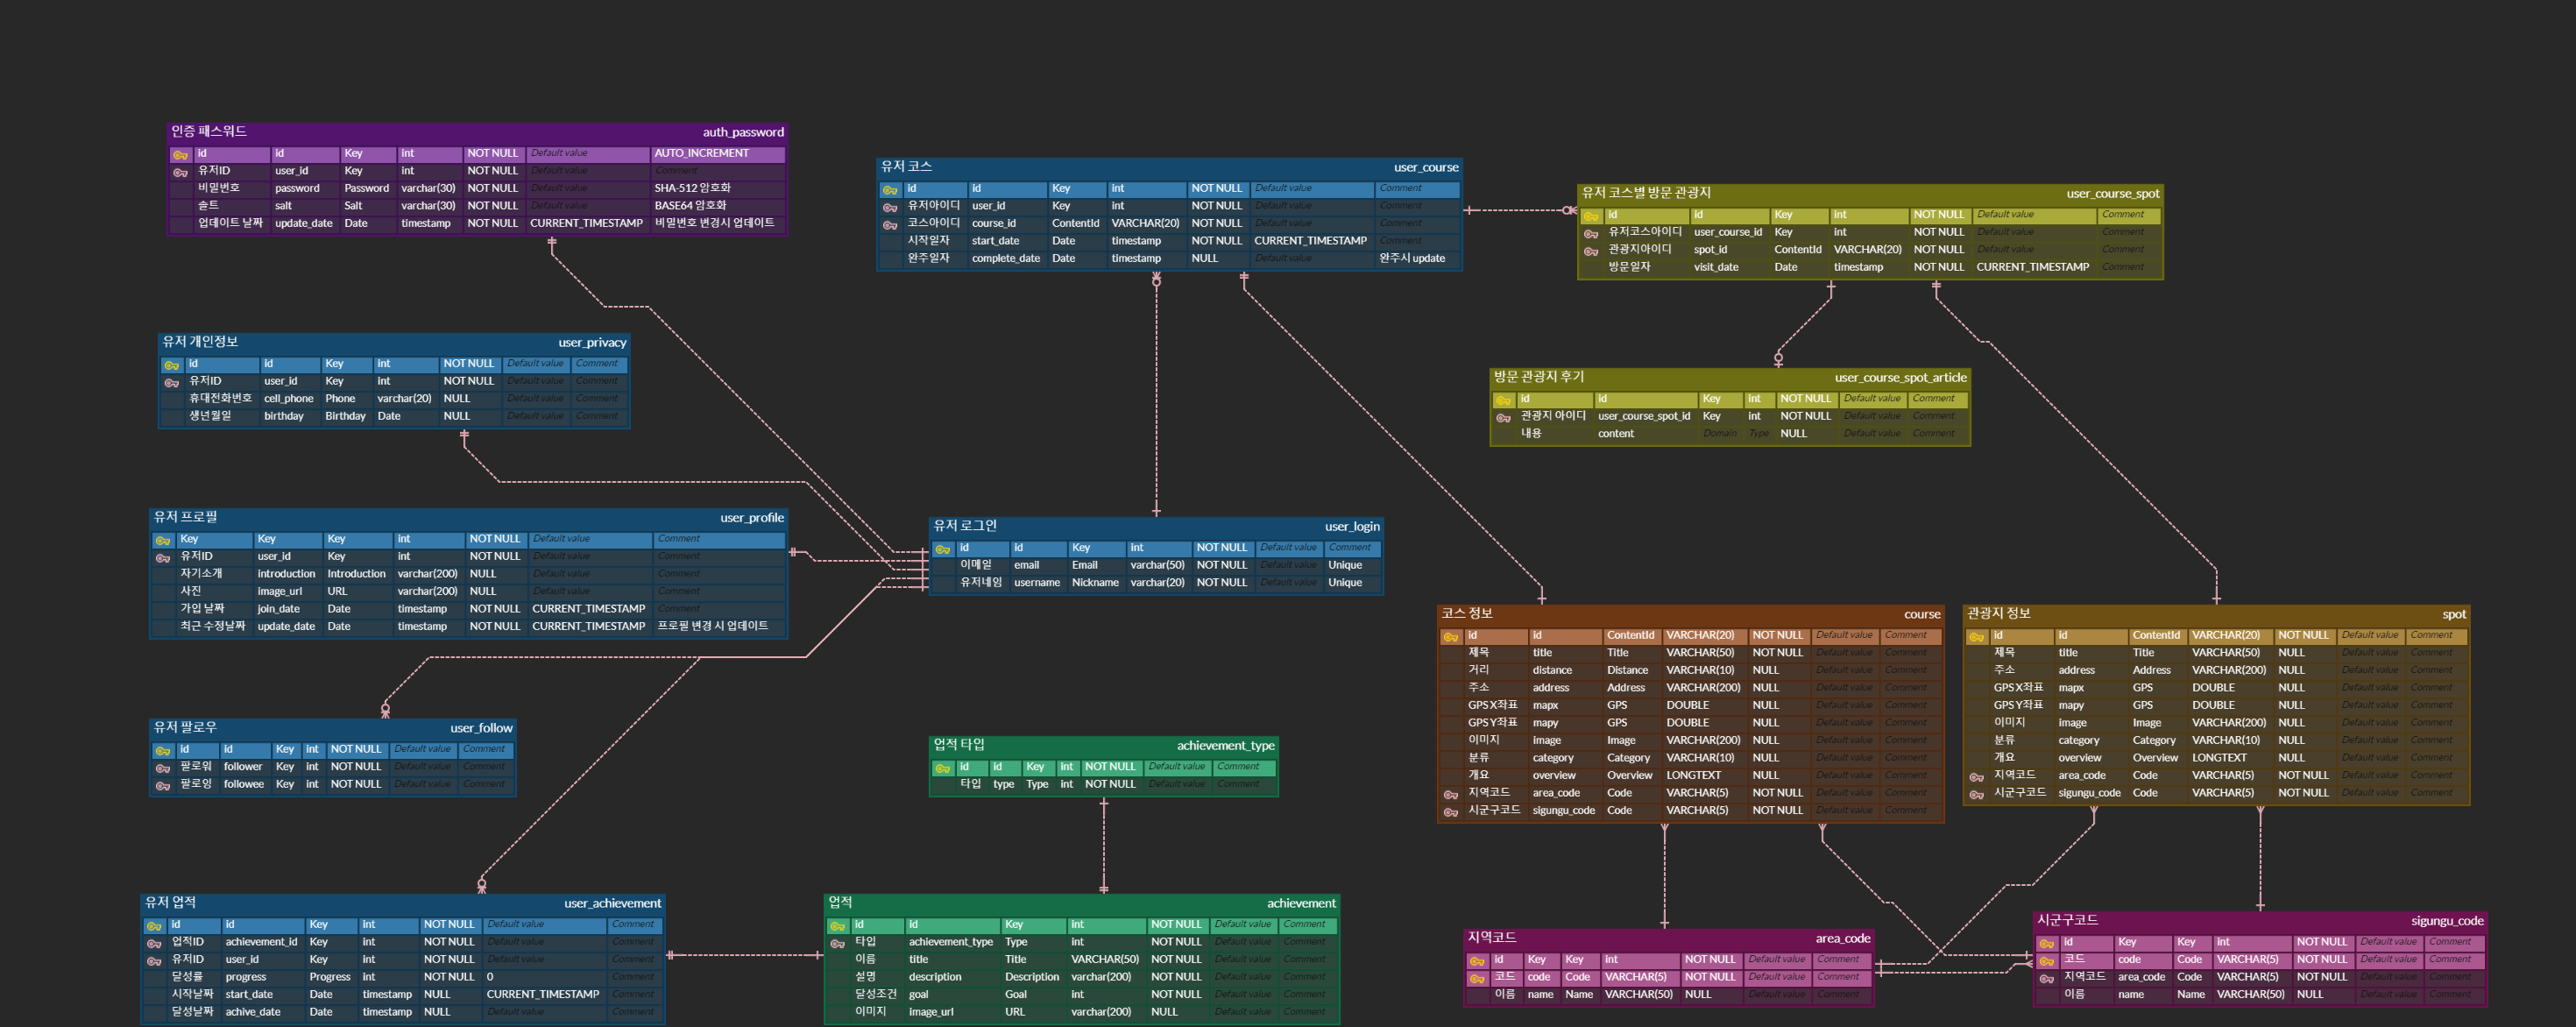 인증 패스워드 auth_password
id id Key int NOT NULL Default value AUTO_INCREMENT
유저ID user_id Key int NOT NULL Default value Comment
비밀번호 password Password varchar(30) NOT NULL Default value SHA-512 암호화
솔트 salt Salt varchar(30) NOT NULL Default value BASE64 암호화
업데이트 날짜 update_date Date timestamp NOT NULL CURRENT_TIMESTAMP 비밀번호 변경시 업데이트
유저 코스 user_course
id id Key int NOT NULL Default value Comment
유저아이디 user_id Key int NOT NULL Default value Comment
코스아이디 course_id ContentId VARCHAR(20) NOT NULL Default value Comment
시작일자 start_date Date timestamp NOT NULL CURRENT_TIMESTAMP Comment
완주일자 complete_date Date timestamp NULL Default value 완주시 update
유저 코스별 방문 관광지 user_course_spot
id id Key int NOT NULL Default value Comment
유저코스아이디 user_course_id Key int NOT NULL Default value Comment
관광지아이디 spot_id ContentId VARCHAR(20) NOT NULL Default value Comment
방문일자 visit_date Date timestamp NOT NULL CURRENT_TIMESTAMP Comment
유저 개인정보 user_privacy
id id Key int NOT NULL Default value Comment
유저ID user_id Key int NOT NULL Default value Comment
휴대전화번호 cell_phone Phone varchar(20) NULL Default value Comment
생년월일 birthday Birthday Date NULL Default value Comment
방문 관광지 후기 user_course_spot_article
id id Key int NOT NULL Default value Comment
관광지 아이디 user_course_spot_id Key int NOT NULL Default value Comment
내용 content Domain Type NULL Default value Comment
유저 프로필 user_profile
Key Key Key int NOT NULL Default value Comment
유저ID user_id Key int NOT NULL Default value Comment
자기소개 introduction Introduction varchar(200) NULL Default value Comment
사진 image_url URL varchar(200) NULL Default value Comment
가입 날짜 join_date Date timestamp NOT NULL CURRENT_TIMESTAMP Comment
최근 수정날짜 update_date Date timestamp NOT NULL CURRENT_TIMESTAMP 프로필 변경 시 업데이트
유저 로그인 user_login
id id Key int NOT NULL Default value Comment
이메일 email Email varchar(50) NOT NULL Default value Unique
유저네임 username Nickname varchar(20) NOT NULL Default value Unique
코스 정보 course
id id ContentId VARCHAR(20) NOT NULL Default value Comment
제목 title Title VARCHAR(50) NOT NULL Default value Comment
거리 distance Distance VARCHAR(10) NULL Default value Comment
주소 address Address VARCHAR(200) NULL Default value Comment
GPS X좌표 mapx GPS DOUBLE NULL Default value Comment
GPS Y좌표 mapy GPS DOUBLE NULL Default value Comment
이미지 image Image VARCHAR(200) NULL Default value Comment
분류 category Category VARCHAR(10) NULL Default value Comment
개요 overview Overview LONGTEXT NULL Default value Comment
지역코드 area_code Code VARCHAR(5) NOT NULL Default value Comment
시군구코드 sigungu_code Code VARCHAR(5) NOT NULL Default value Comment
관광지 정보 spot
id id ContentId VARCHAR(20) NOT NULL Default value Comment
제목 title Title VARCHAR(50) NULL Default value Comment
주소 address Address VARCHAR(200) NULL Default value Comment
GPS X좌표 mapx GPS DOUBLE NULL Default value Comment
GPS Y좌표 mapy GPS DOUBLE NULL Default value Comment
이미지 image Image VARCHAR(200) NULL Default value Comment
분류 category Category VARCHAR(10) NULL Default value Comment
개요 overview Overview LONGTEXT NULL Default value Comment
지역코드 area_code Code VARCHAR(5) NOT NULL Default value Comment
시군구코드 sigungu_code Code VARCHAR(5) NOT NULL Default value Comment
유저 팔로우 user_follow
id id Key int NOT NULL Default value Comment
팔로워 follower Key int NOT NULL Default value Comment
팔로잉 followee Key int NOT NULL Default value Comment
업적 타입 achievement_type
id id Key int NOT NULL Default value Comment
타입 type Type int NOT NULL Default value Comment
유저 업적 user_achievement
id id Key int NOT NULL Default value Comment
업적ID achievement_id Key int NOT NULL Default value Comment
유저ID user_id Key int NOT NULL Default value Comment
달성률 progress Progress int NOT NULL 0 Comment
시작날짜 start_date Date timestamp NULL CURRENT_TIMESTAMP Comment
달성날짜 achive_date Date timestamp NULL Default value Comment
업적 achievement
id id Key int NOT NULL Default value Comment
타입 achievement_type Type int NOT NULL Default value Comment
이름 title Title VARCHAR(50) NOT NULL Default value Comment
설명 description Description varchar(200) NOT NULL Default value Comment
달성조건 goal Goal int NOT NULL Default value Comment
이미지 image_url URL varchar(200) NULL Default value Comment
지역코드 area_code
id Key Key int NOT NULL Default value Comment
코드 code Code VARCHAR(5) NOT NULL Default value Comment
이름 name Name VARCHAR(50) NULL Default value Comment
시군구코드 sigungu_code
id Key Key int NOT NULL Default value Comment
코드 code Code VARCHAR(5) NOT NULL Default value Comment
지역코드 area_code Code VARCHAR(5) NOT NULL Default value Comment
이름 name Name VARCHAR(50) NULL Default value Comment